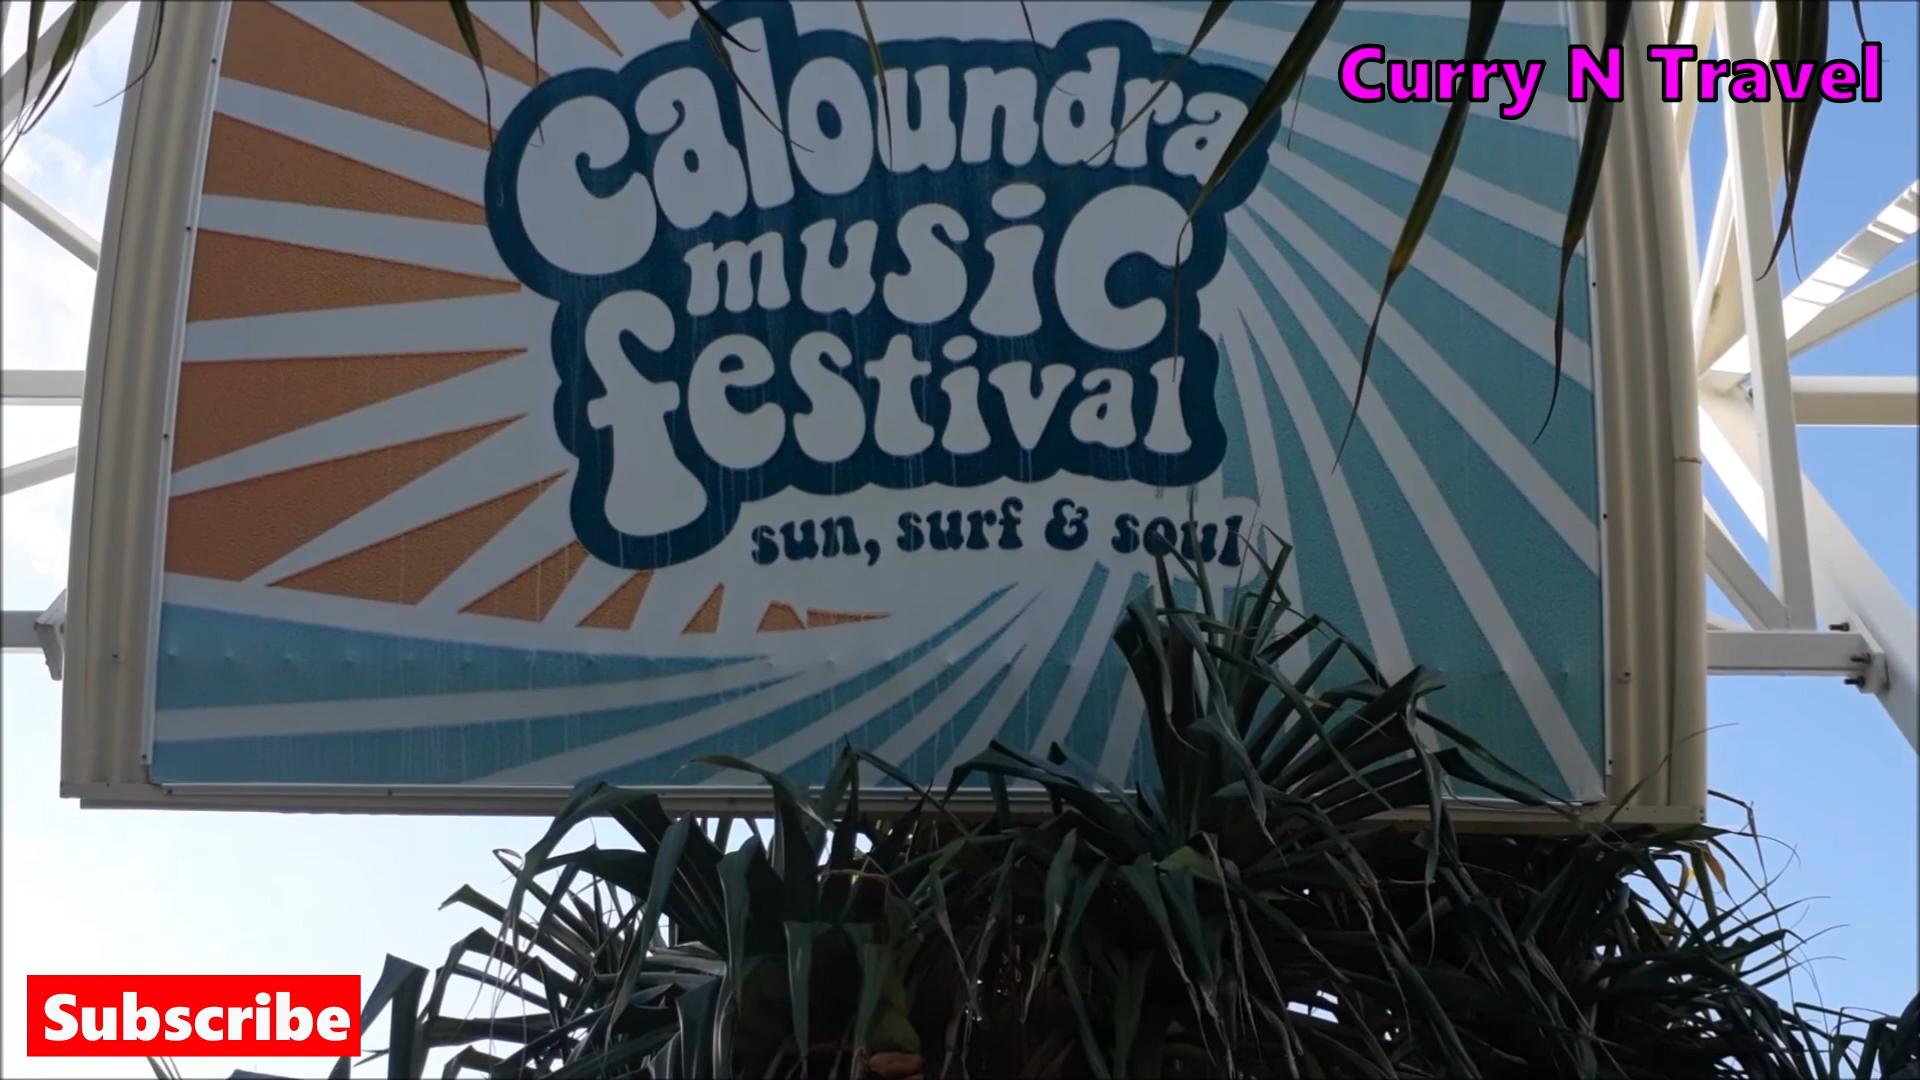 Curry N Travel
Caloundra
music
festival
sun, surf & soul
Subscribe